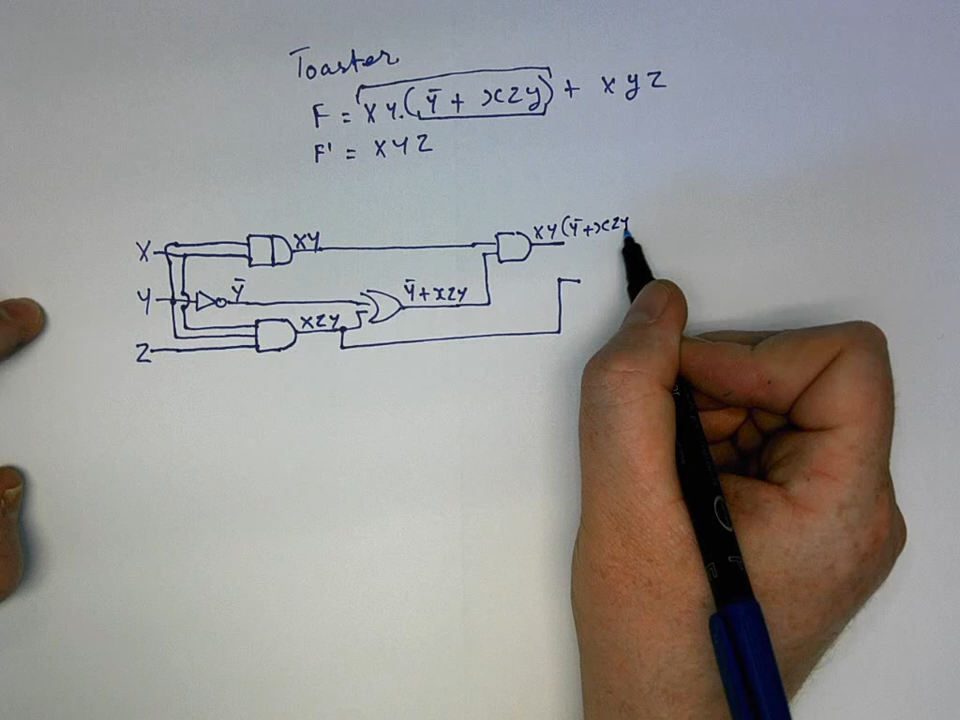 Toaster
F = XY.(Ȳ + XZY) + XYZ
F' = XYZ
X
XY
XY(Ȳ+XZY
Y
Ȳ
Ȳ+XZY
XZY
Z